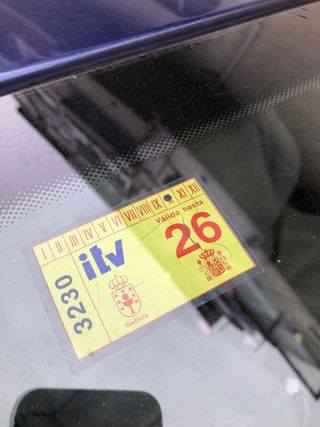 I II III IV V VI VII VIII IX XI XII
Válido hasta
itv 26
3230
Galicia